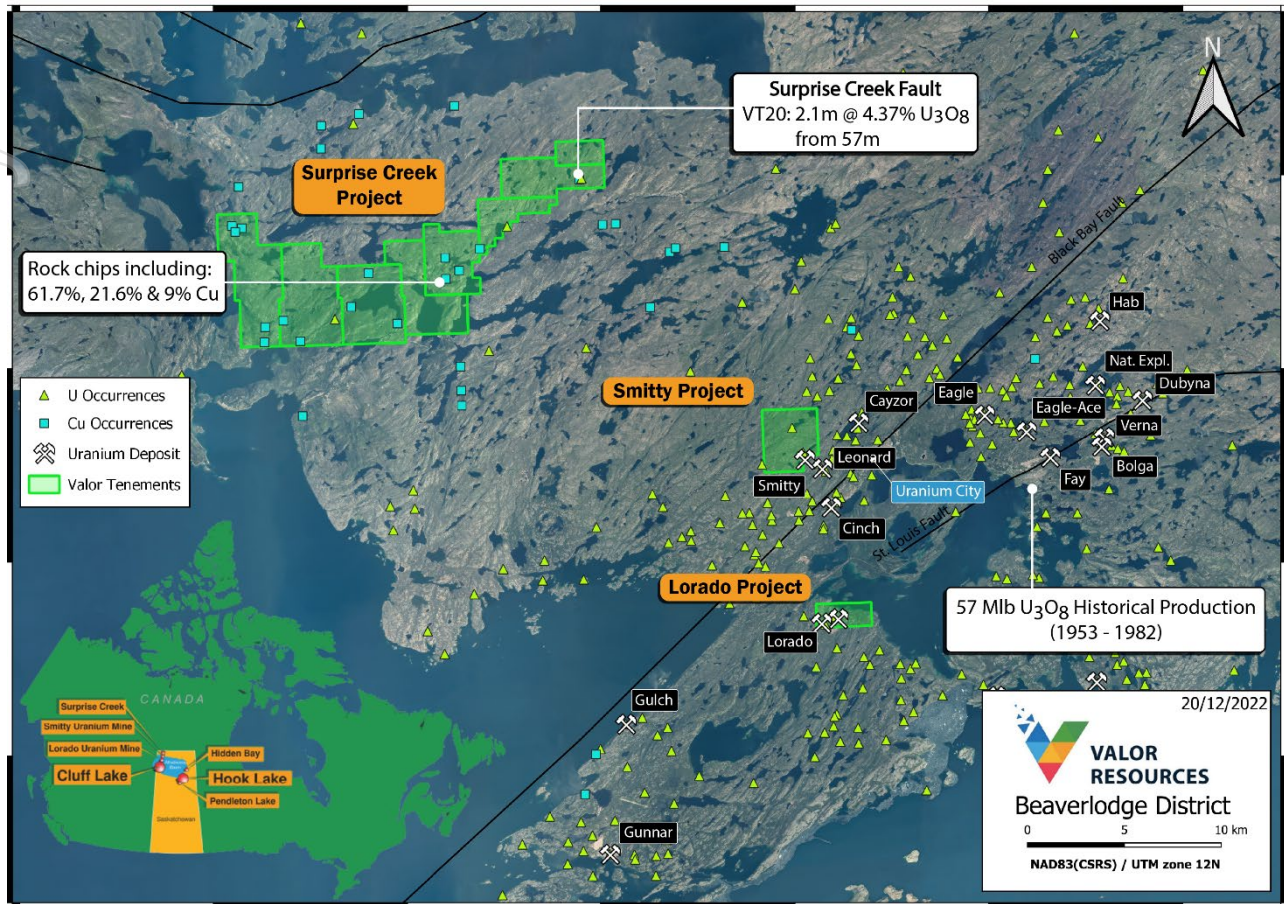 N
Surprise Creek Fault
VT20: 2.1m @ 4.37% U₃O₈
from 57m
Surprise Creek
Project
Rock chips including:
61.7%, 21.6% & 9% Cu
Black Bay Fault
Hab
Nat. Expl.
Dubyna
Smitty Project
Cayzor
Eagle
Eagle-Ace
Verna
Leonard
Bolga
Smitty
Uranium City
Fay
Cinch
St. Louis Fault
U Occurrences
Cu Occurrences
Uranium Deposit
Valor Tenements
Lorado Project
57 Mlb U₃O₈ Historical Production
(1953 - 1982)
Lorado
Gulch
Gunnar
CANADA
Surprise Creek
Smitty Uranium Mine
Lorado Uranium Mine
Hidden Bay
Cluff Lake
Hook Lake
Pendleton Lake
Saskatchewan
20/12/2022
VALOR
RESOURCES
Beaverlodge District
0 5 10 km
NAD83(CSRS) / UTM zone 12N